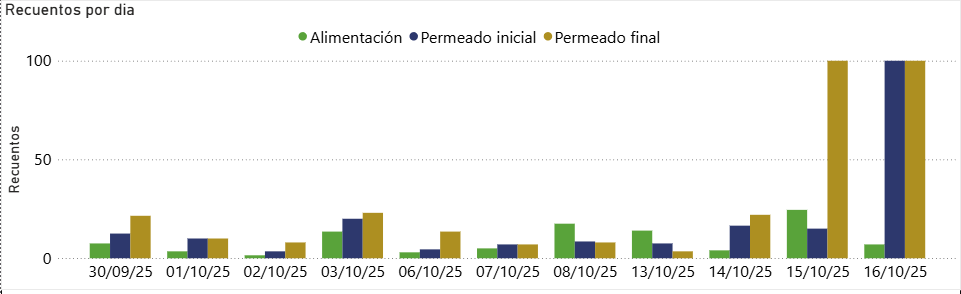 Recuentos por dia
Alimentación Permeado inicial Permeado final
100
50
0
Recuentos
30/09/25 01/10/25 02/10/25 03/10/25 06/10/25 07/10/25 08/10/25 13/10/25 14/10/25 15/10/25 16/10/25